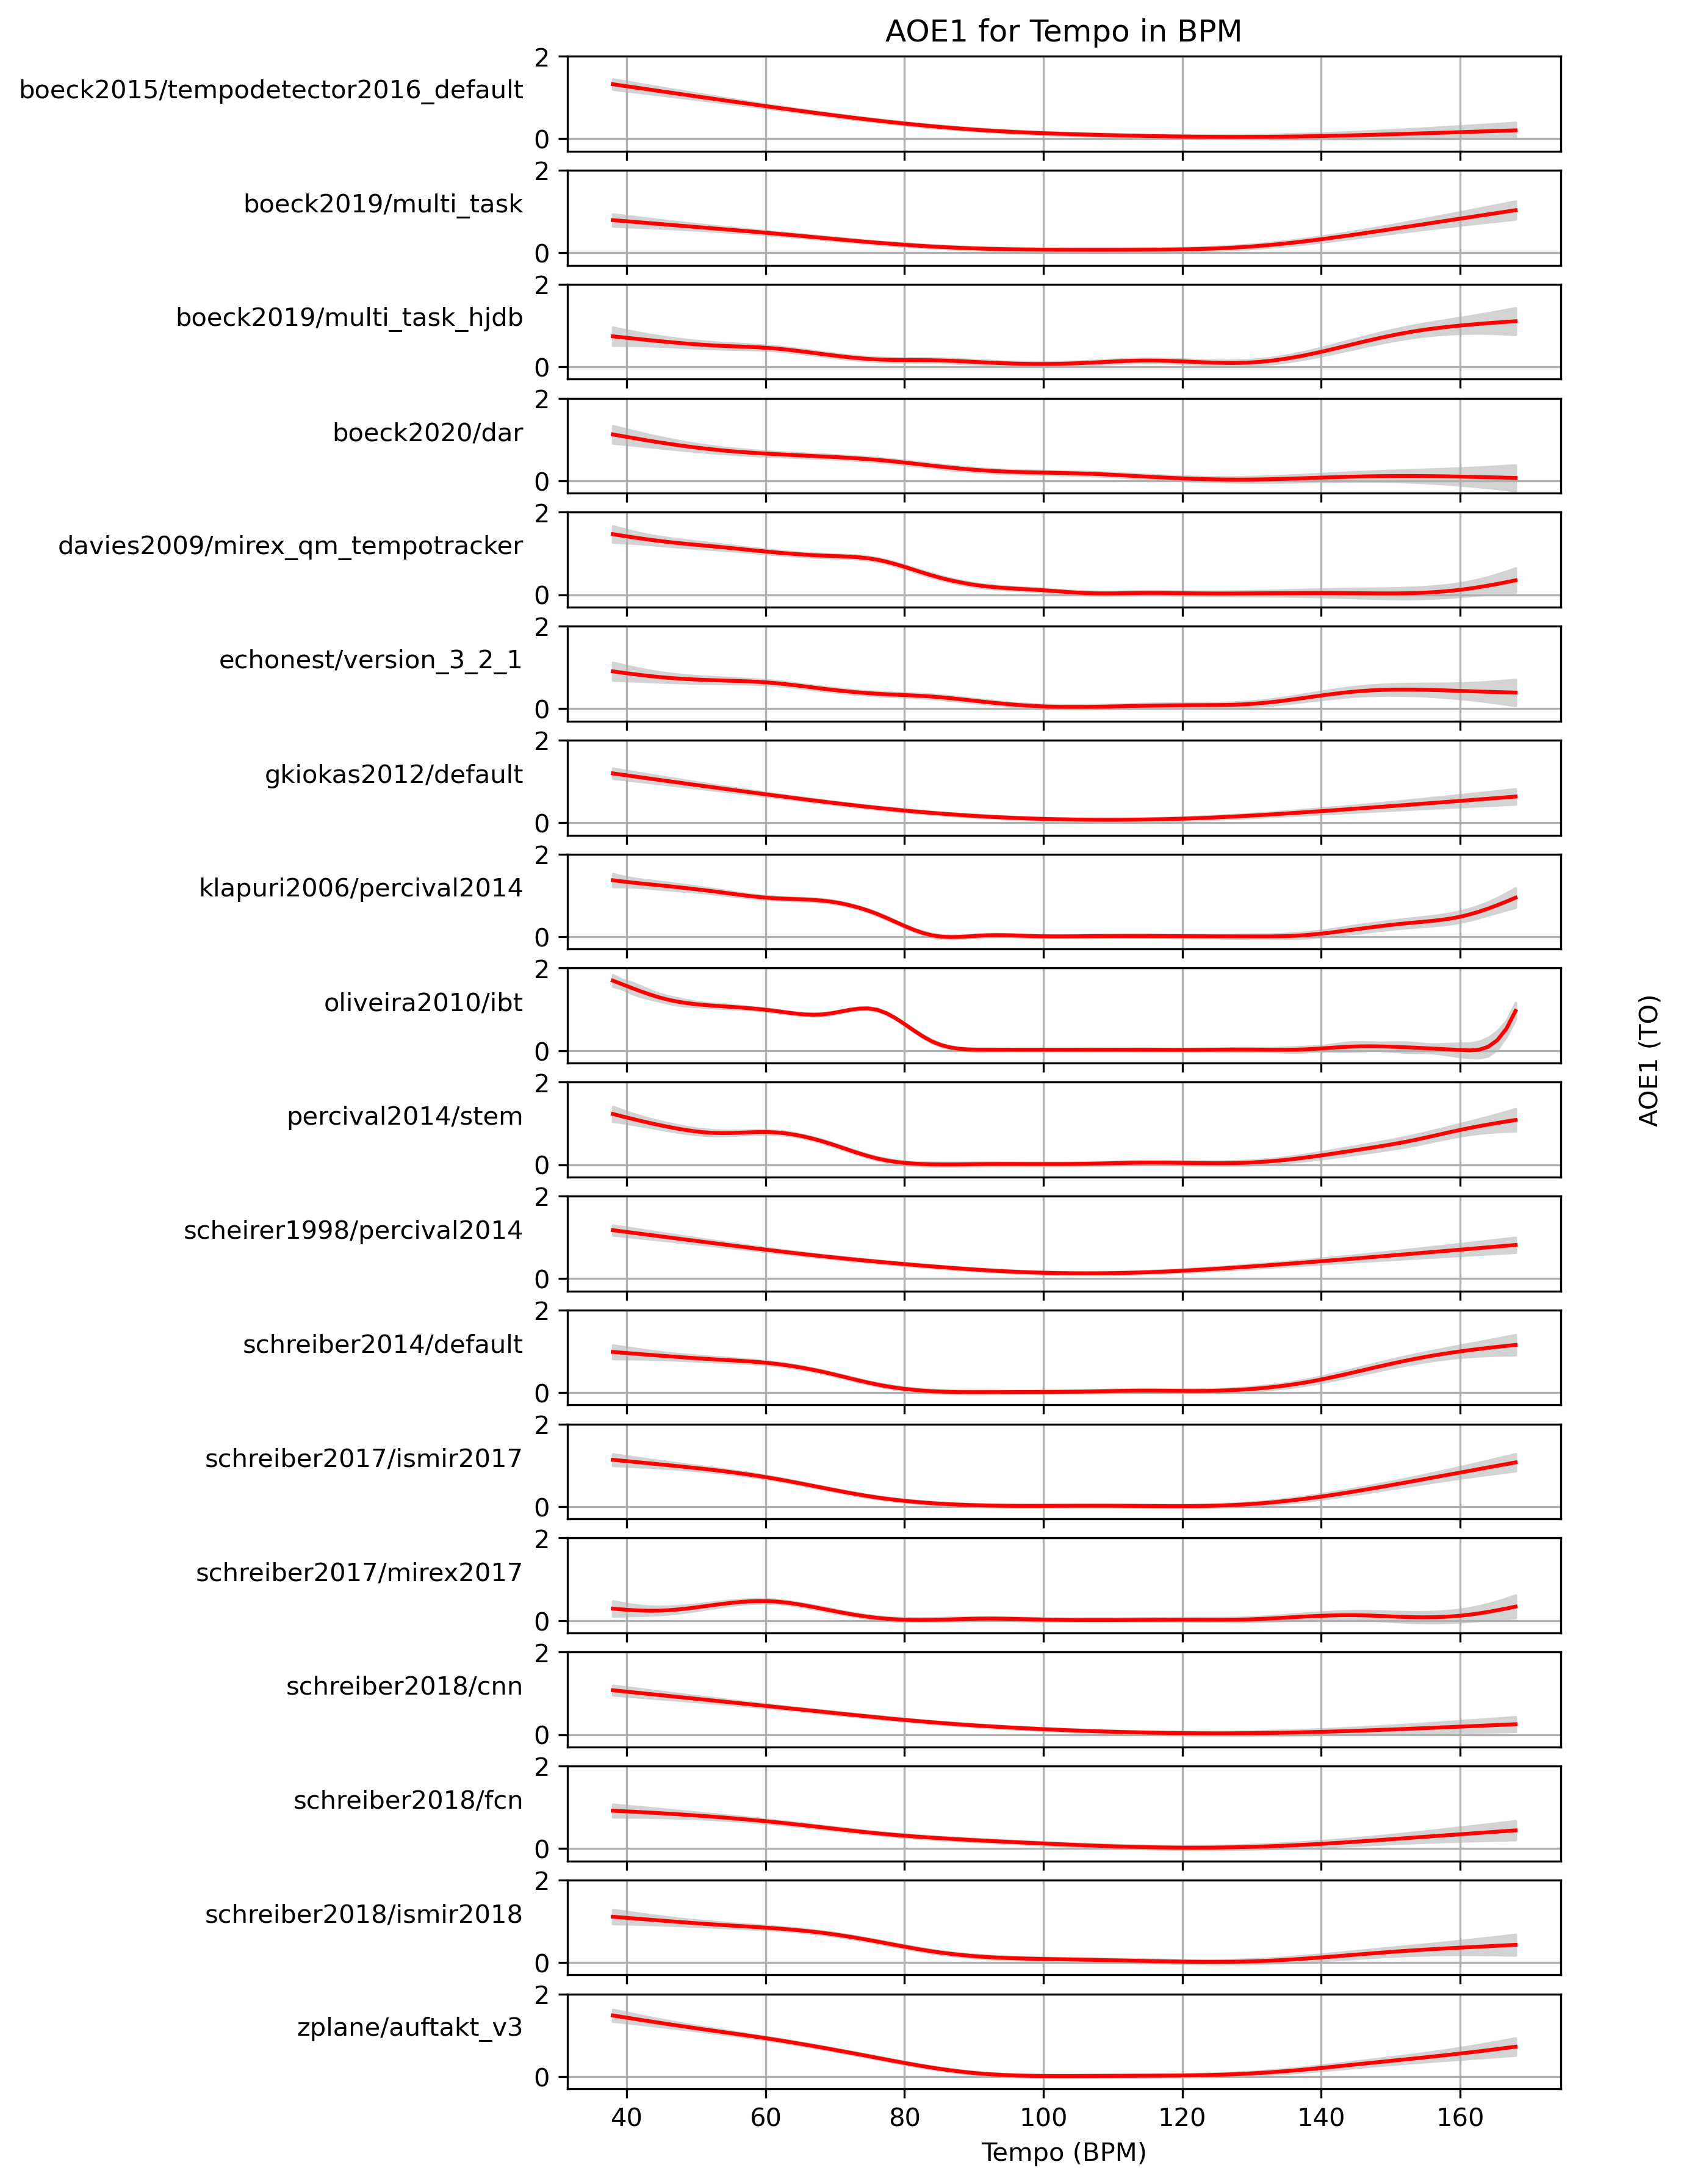 AOE1 for Tempo in BPM
2
boeck2015/tempodetector2016_default
0
2
boeck2019/multi_task
0
2
boeck2019/multi_task_hjdb
0
2
boeck2020/dar
0
2
davies2009/mirex_qm_tempotracker
0
2
echonest/version_3_2_1
0
2
gkiokas2012/default
0
2
klapuri2006/percival2014
0
2
oliveira2010/ibt
0
AOE1 (TO)
2
percival2014/stem
0
2
scheirer1998/percival2014
0
2
schreiber2014/default
0
2
schreiber2017/ismir2017
0
2
schreiber2017/mirex2017
0
2
schreiber2018/cnn
0
2
schreiber2018/fcn
0
2
schreiber2018/ismir2018
0
2
zplane/auftakt_v3
0
40 60 80 100 120 140 160
Tempo (BPM)